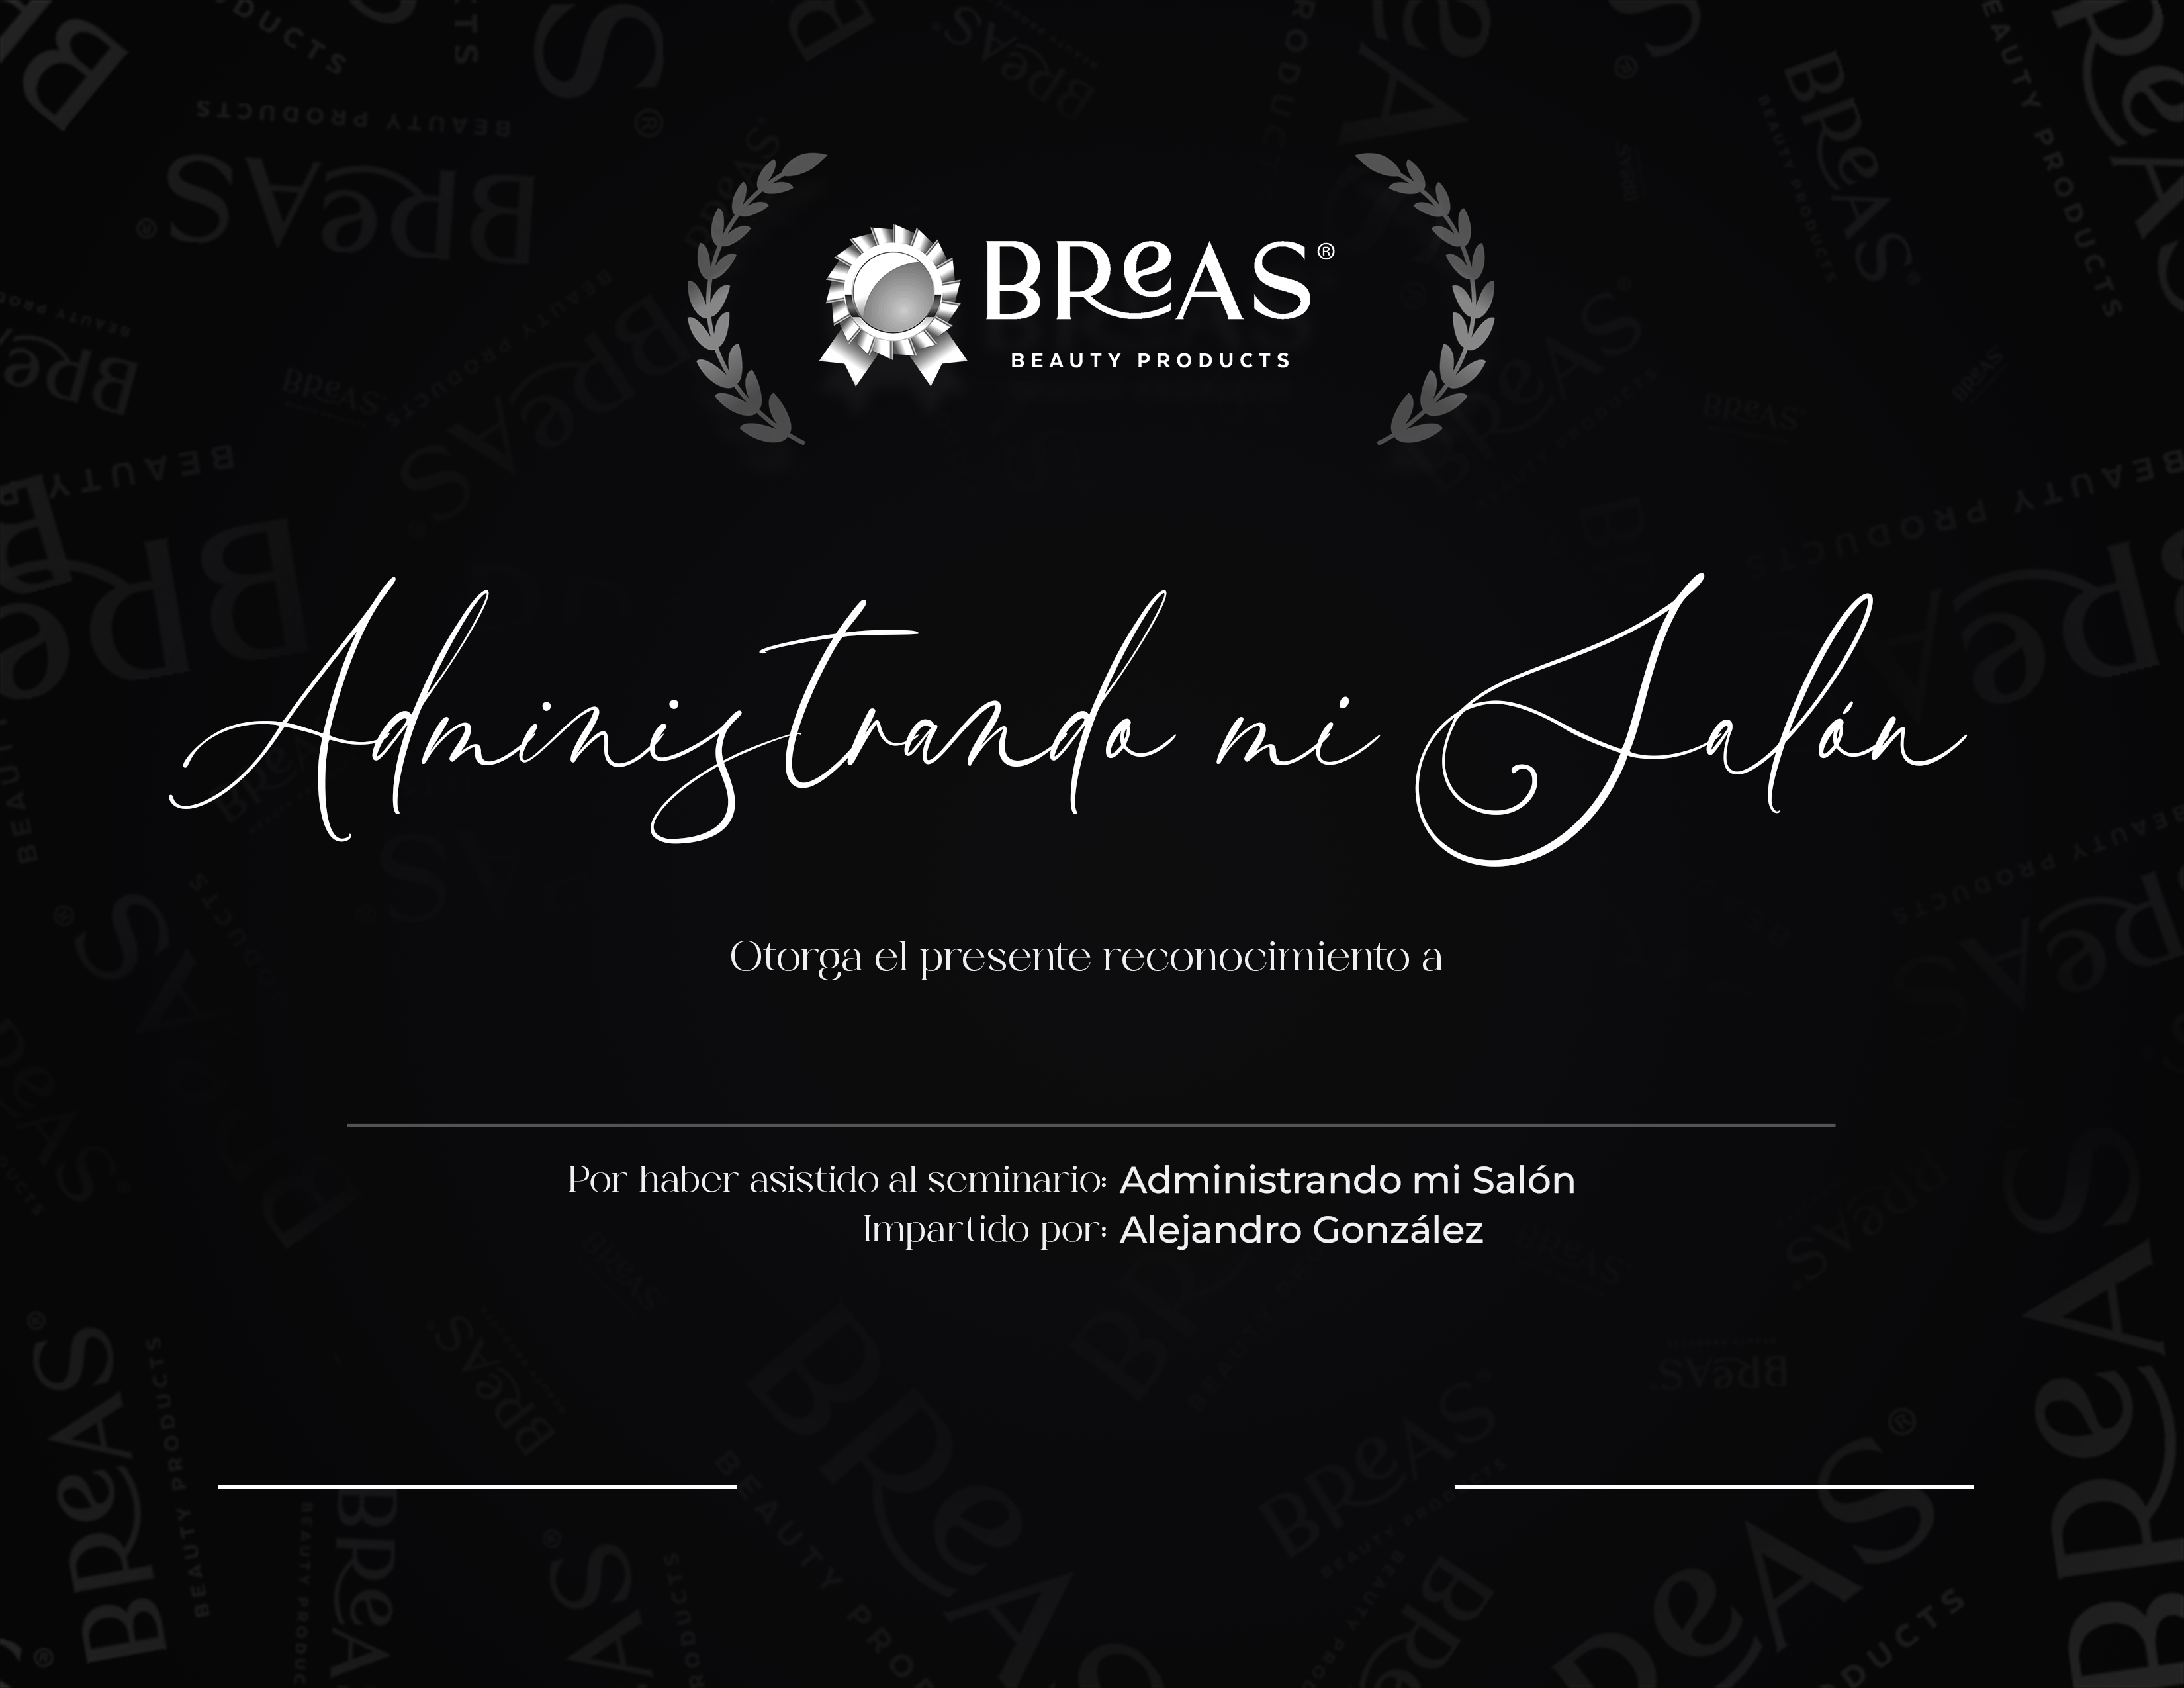 BReAS®
BEAUTY PRODUCTS
Administrando mi Salón
Otorga el presente reconocimiento a
Por haber asistido al seminario: Administrando mi Salón
Impartido por: Alejandro González